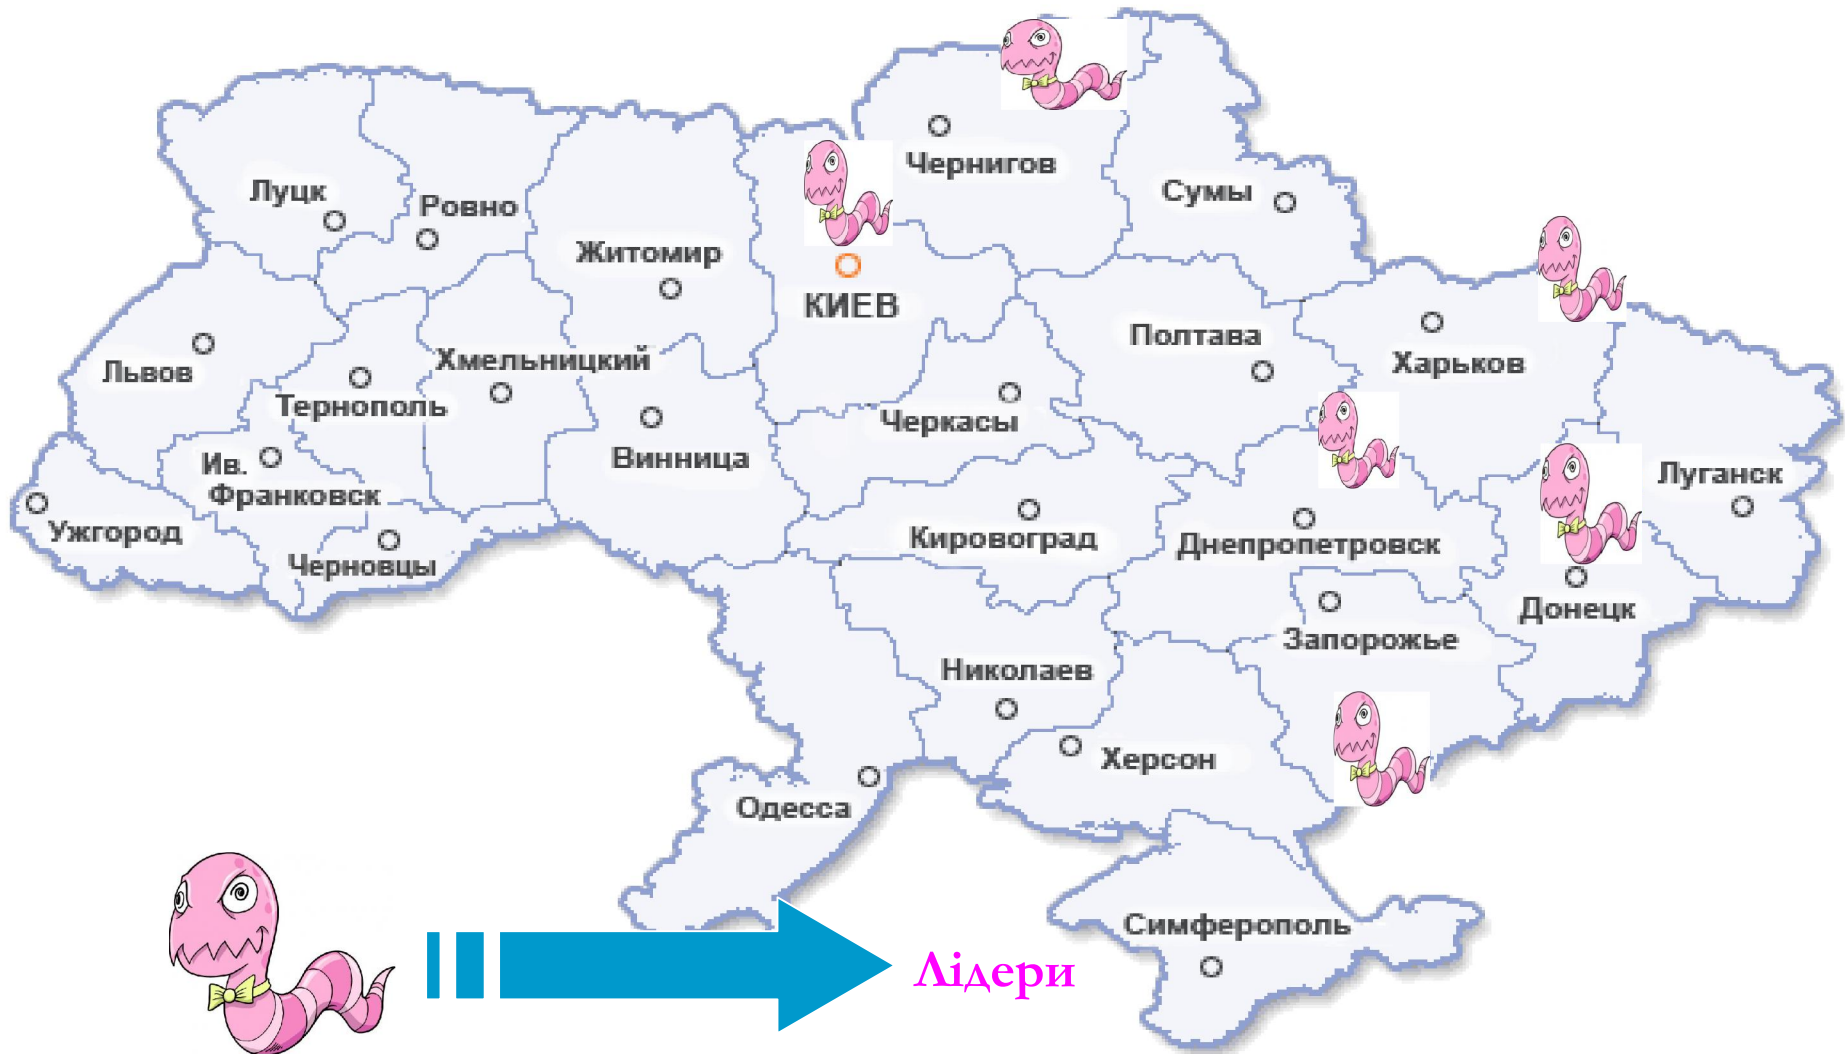 Чернигов
Луцк
Ровно
Сумы
Житомир
КИЕВ
Полтава
Харьков
Львов
Хмельницкий
Тернополь
Черкасы
Винница
Ив.
Франковск
Луганск
Ужгород
Черновцы
Кировоград
Днепропетровск
Донецк
Запорожье
Николаев
Херсон
Одесса
Симферополь
Лідери